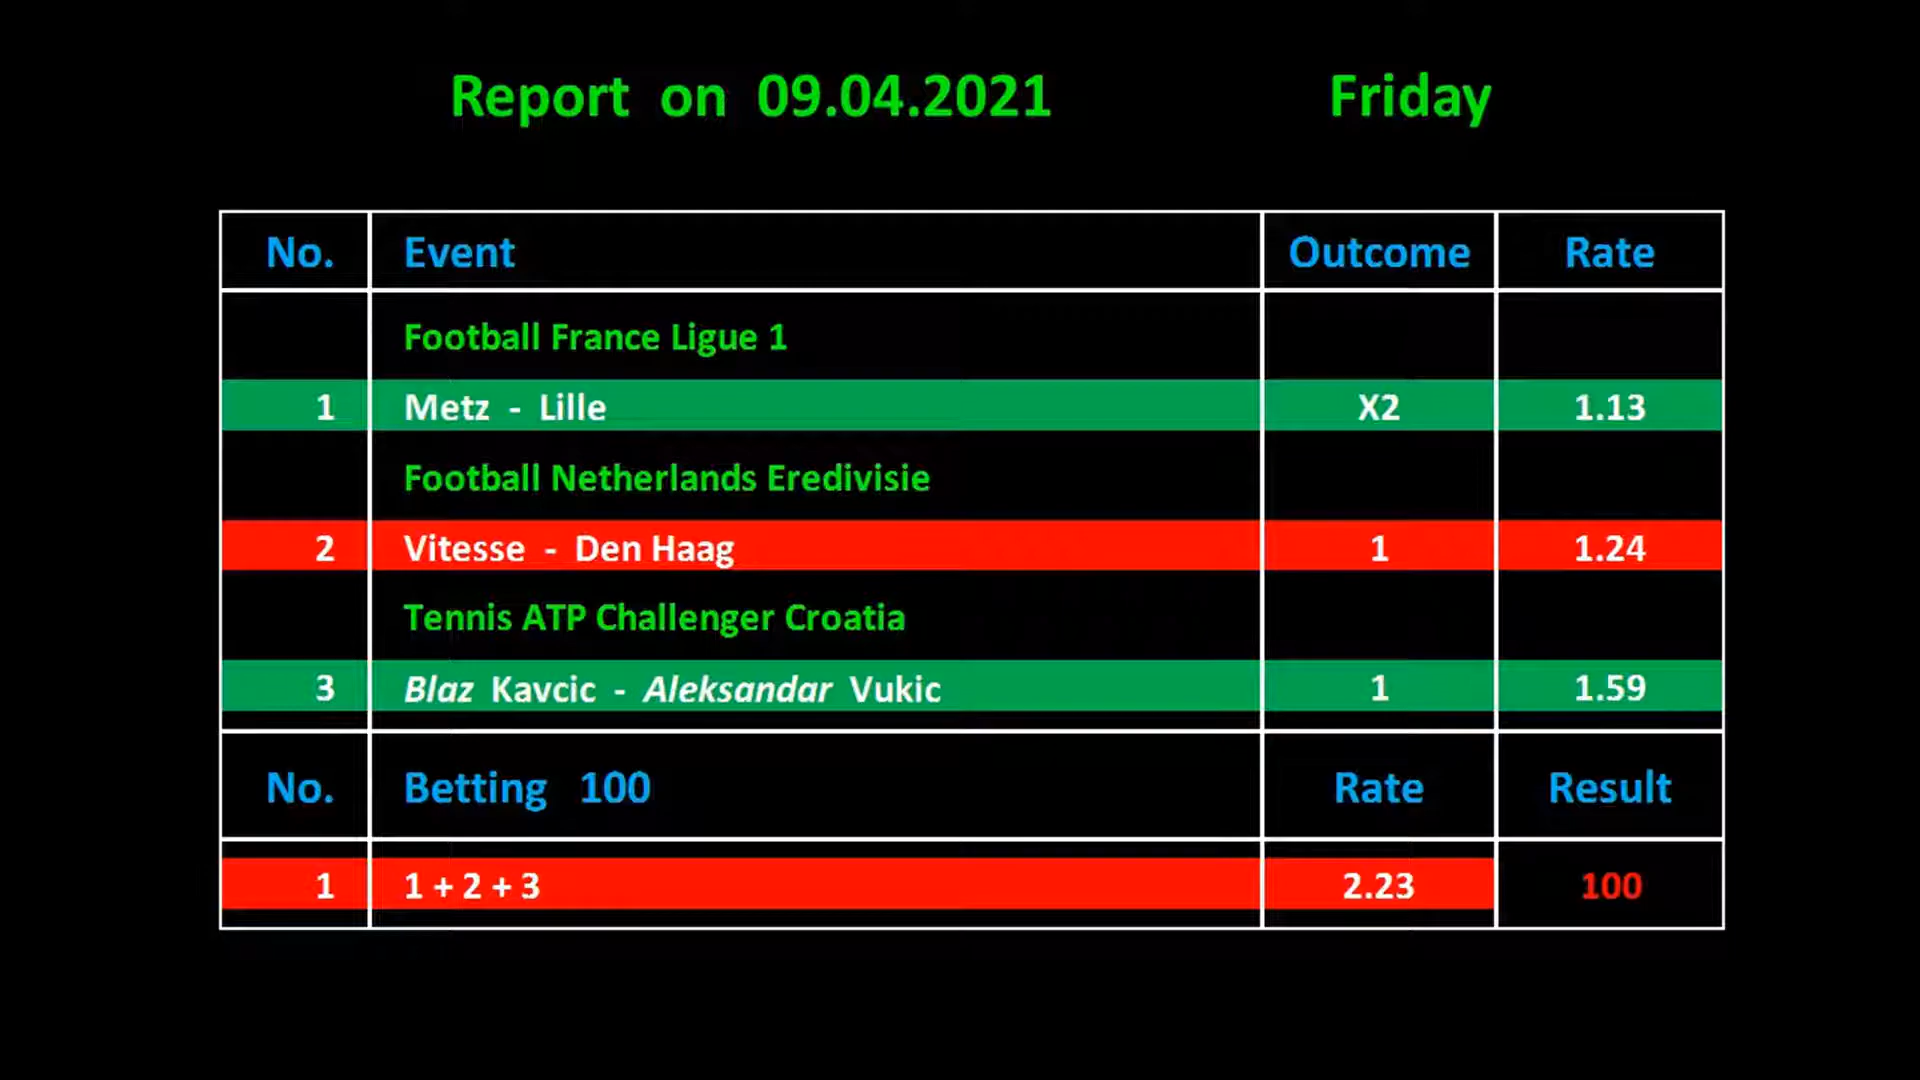 Report on 09.04.2021 Friday
No. Event Outcome Rate
Football France Ligue 1
1 Metz - Lille X2 1.13
Football Netherlands Eredivisie
2 Vitesse - Den Haag 1 1.24
Tennis ATP Challenger Croatia
3 Blaz Kavcic - Aleksandar Vukic 1 1.59
No. Betting 100 Rate Result
1 1 + 2 + 3 2.23 100